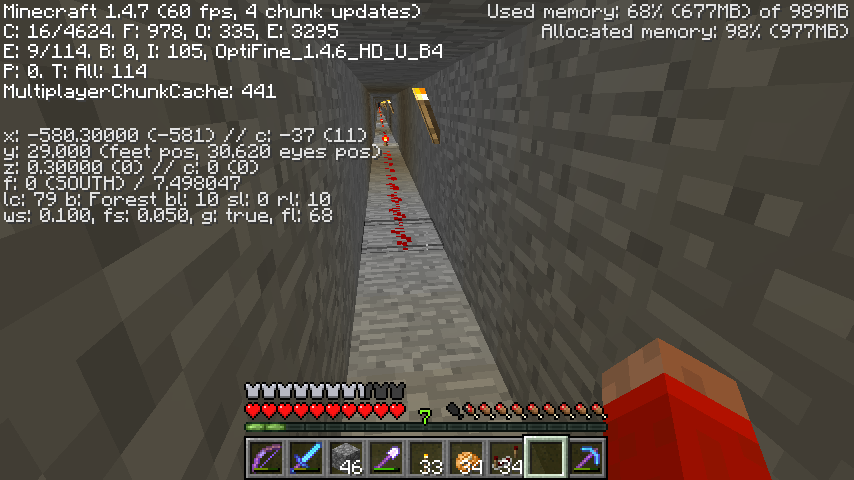 Minecraft 1.4.7 (60 fps, 4 chunk updates)
C: 16/4624. F: 978, O: 335, E: 3295
E: 9/114. B: 0, I: 105, OptiFine_1.4.6_HD_U_B4
P: 0. T: All: 114
MultiplayerChunkCache: 441
Used memory: 68% (677MB) of 989MB
Allocated memory: 98% (977MB)
x: -580.30000 (-581) // c: -37 (11)
y: 29.000 (feet pos, 30.620 eyes pos)
z: 0.30000 (0) // c: 0 (0)
f: 0 (SOUTH) / 7.498047
lc: 79 b: Forest bl: 10 sl: 0 rl: 10
ws: 0.100, fs: 0.050, g: true, fl: 68
7
46
33
34
34